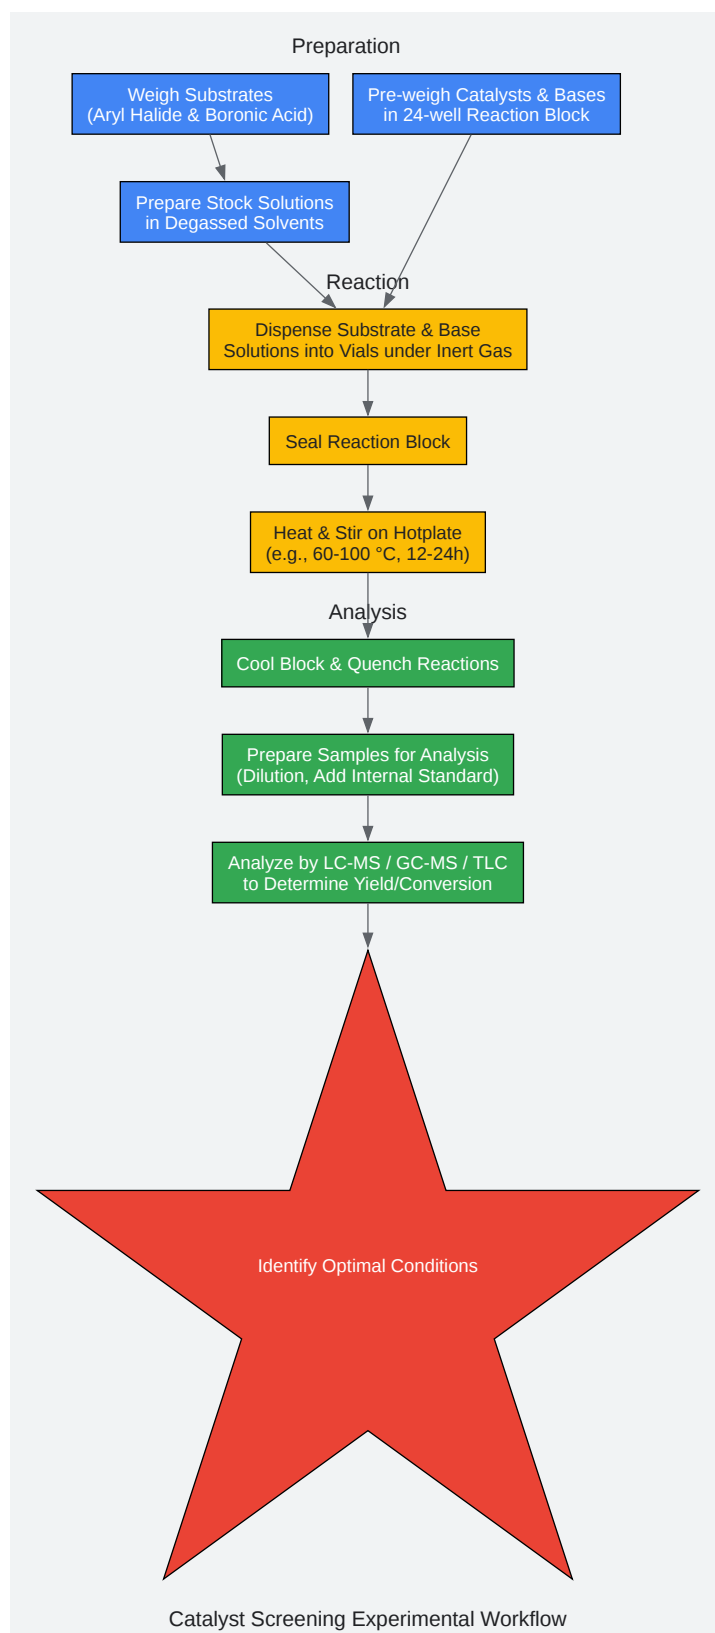 Preparation
Weigh Substrates
(Aryl Halide & Boronic Acid)
Pre-weigh Catalysts & Bases
in 24-well Reaction Block
Prepare Stock Solutions
in Degassed Solvents
Reaction
Dispense Substrate & Base
Solutions into Vials under Inert Gas
Seal Reaction Block
Heat & Stir on Hotplate
(e.g., 60-100 °C, 12-24h)
Analysis
Cool Block & Quench Reactions
Prepare Samples for Analysis
(Dilution, Add Internal Standard)
Analyze by LC-MS / GC-MS / TLC
to Determine Yield/Conversion
Identify Optimal Conditions
Catalyst Screening Experimental Workflow